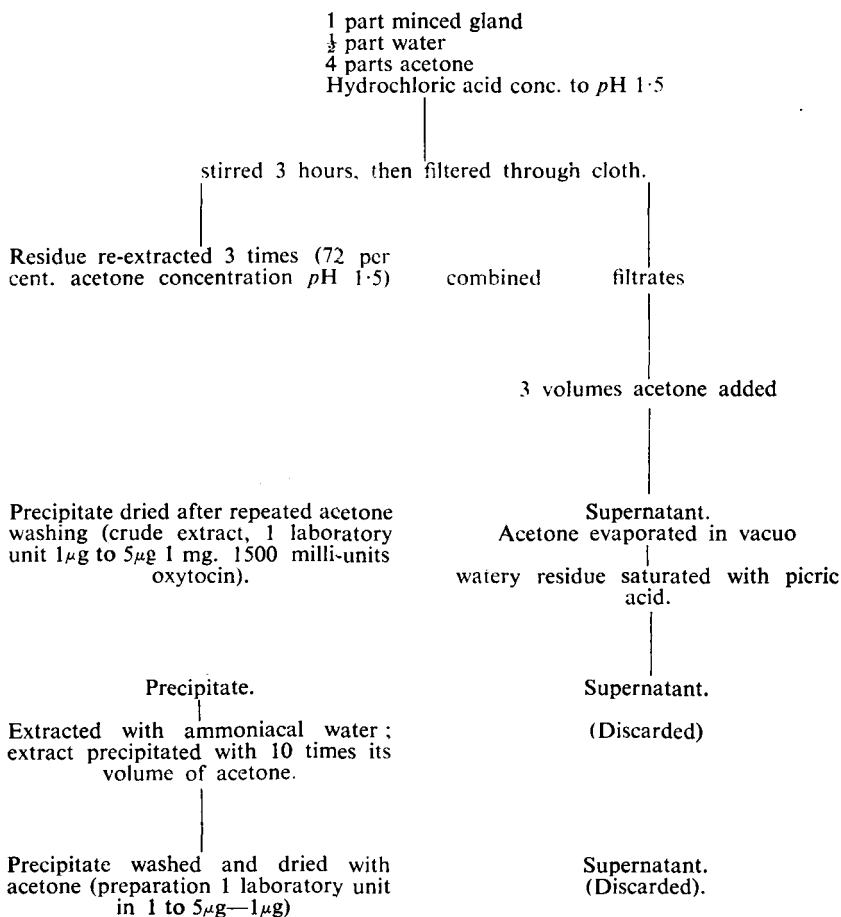 1 part minced gland
½ part water
4 parts acetone
Hydrochloric acid conc. to pH 1·5
stirred 3 hours, then filtered through cloth.
Residue re-extracted 3 times (72 per
cent. acetone concentration pH 1·5)
combined filtrates
3 volumes acetone added
Precipitate dried after repeated acetone
washing (crude extract, 1 laboratory
unit 1μg to 5μg 1 mg. 1500 milli-units
oxytocin).
Supernatant.
Acetone evaporated in vacuo
watery residue saturated with picric
acid.
Precipitate.
Supernatant.
Extracted with ammoniacal water ;
extract precipitated with 10 times its
volume of acetone.
(Discarded)
Precipitate washed and dried with
acetone (preparation 1 laboratory unit
in 1 to 5μg—1μg)
Supernatant.
(Discarded).